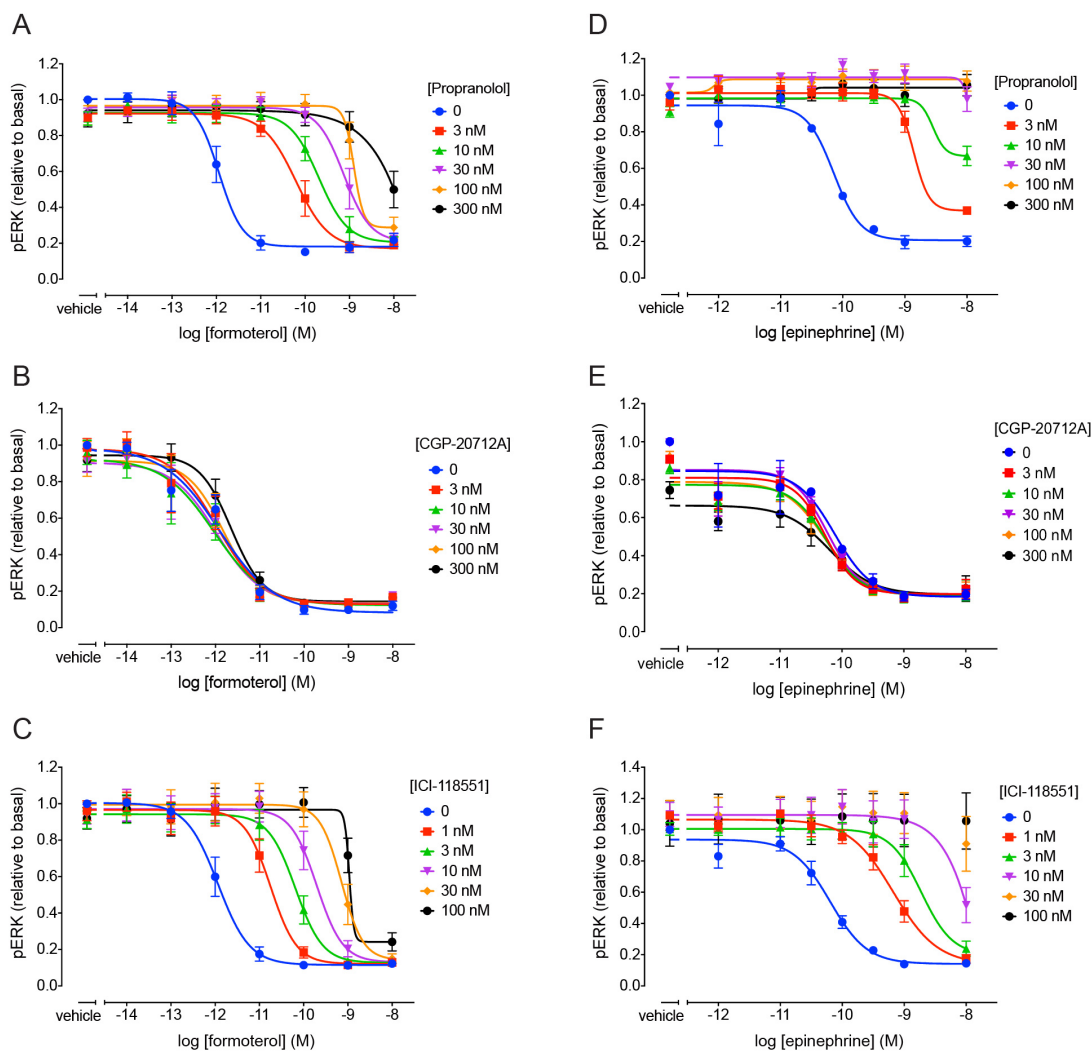 A
pERK (relative to basal)
1.2
1.0
0.8
0.6
0.4
0.2
0.0
vehicle -14 -13 -12 -11 -10 -9 -8
log [formoterol] (M)
[Propranolol]
0
3 nM
10 nM
30 nM
100 nM
300 nM
D
pERK (relative to basal)
1.2
1.0
0.8
0.6
0.4
0.2
0.0
vehicle -12 -11 -10 -9 -8
log [epinephrine] (M)
[Propranolol]
0
3 nM
10 nM
30 nM
100 nM
300 nM
B
pERK (relative to basal)
1.2
1.0
0.8
0.6
0.4
0.2
0.0
vehicle -14 -13 -12 -11 -10 -9 -8
log [formoterol] (M)
[CGP-20712A]
0
3 nM
10 nM
30 nM
100 nM
300 nM
E
pERK (relative to basal)
1.2
1.0
0.8
0.6
0.4
0.2
0.0
vehicle -12 -11 -10 -9 -8
log [epinephrine] (M)
[CGP-20712A]
0
3 nM
10 nM
30 nM
100 nM
300 nM
C
pERK (relative to basal)
1.2
1.0
0.8
0.6
0.4
0.2
0.0
vehicle -14 -13 -12 -11 -10 -9 -8
log [formoterol] (M)
[ICI-118551]
0
1 nM
3 nM
10 nM
30 nM
100 nM
F
pERK (relative to basal)
1.4
1.2
1.0
0.8
0.6
0.4
0.2
0.0
vehicle -12 -11 -10 -9 -8
log [epinephrine] (M)
[ICI-118551]
0
1 nM
3 nM
10 nM
30 nM
100 nM